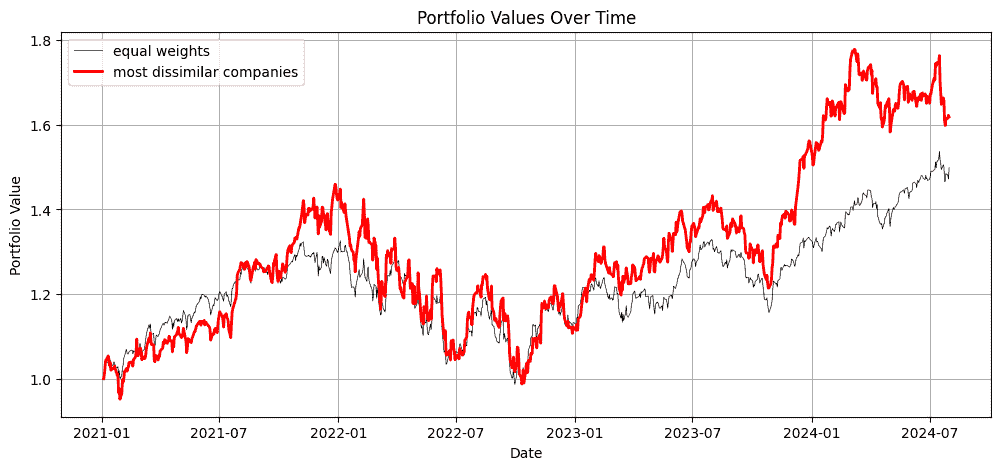 Portfolio Values Over Time
equal weights
most dissimilar companies
1.8
1.6
1.4
1.2
1.0
Portfolio Value
2021-01 2021-07 2022-01 2022-07 2023-01 2023-07 2024-01 2024-07
Date